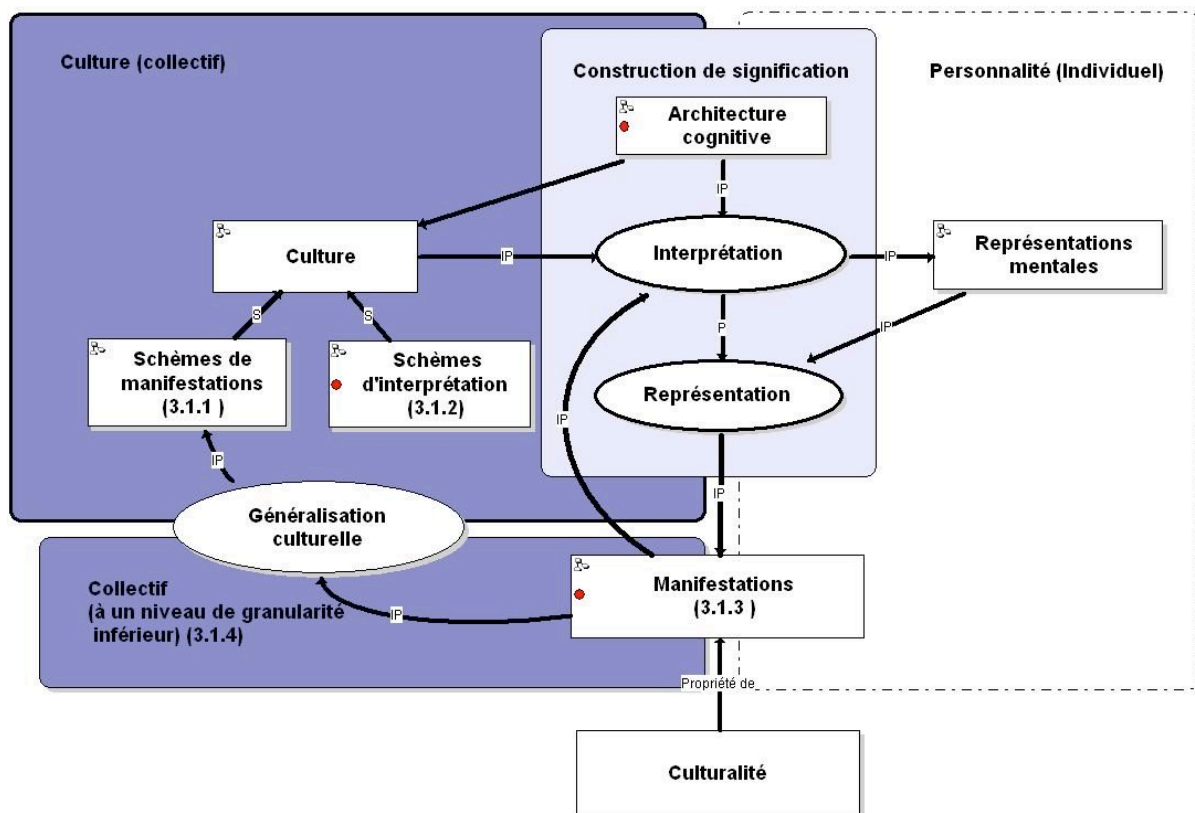 Culture (collectif)
Construction de signification
Personnalité (Individuel)
Architecture
cognitive
IP
Culture
IP
Interprétation
IP
Représentations
mentales
S
S
P
IP
Schèmes de
manifestations
(3.1.1 )
Schèmes
d'interprétation
(3.1.2)
Représentation
IP
IP
IP
Généralisation
culturelle
Collectif
(à un niveau de granularité
inférieur) (3.1.4)
IP
Manifestations
(3.1.3 )
Propriété de
Culturalité